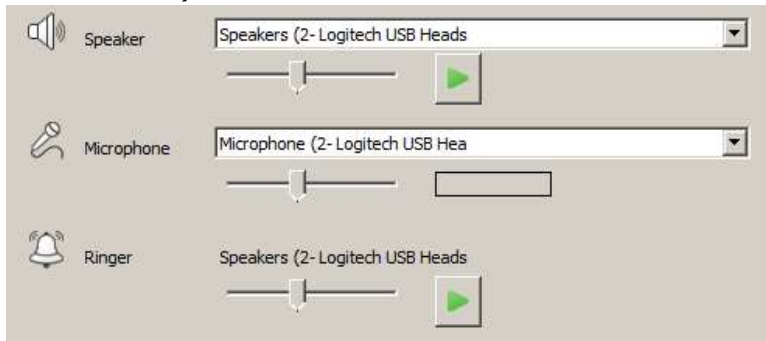 Speaker
Speakers (2- Logitech USB Heads
Microphone
Microphone (2- Logitech USB Hea
Ringer
Speakers (2- Logitech USB Heads